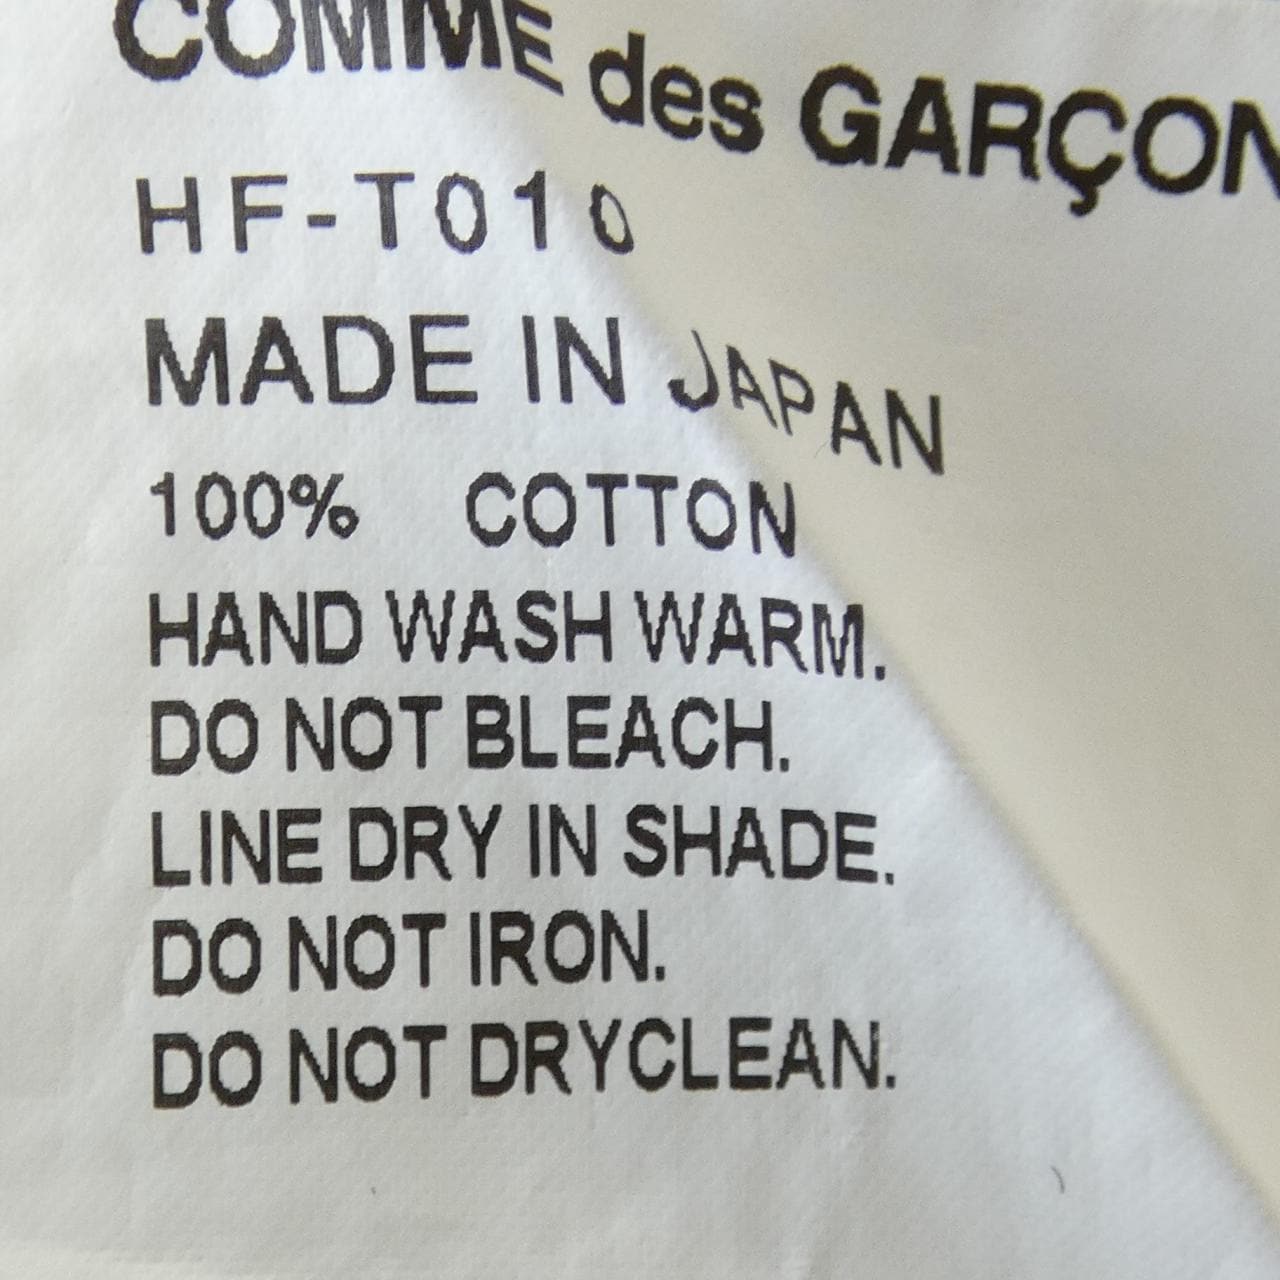 COMME des GARÇON
HF-T010
MADE IN JAPAN
100% COTTON
HAND WASH WARM.
DO NOT BLEACH.
LINE DRY IN SHADE.
DO NOT IRON.
DO NOT DRYCLEAN.